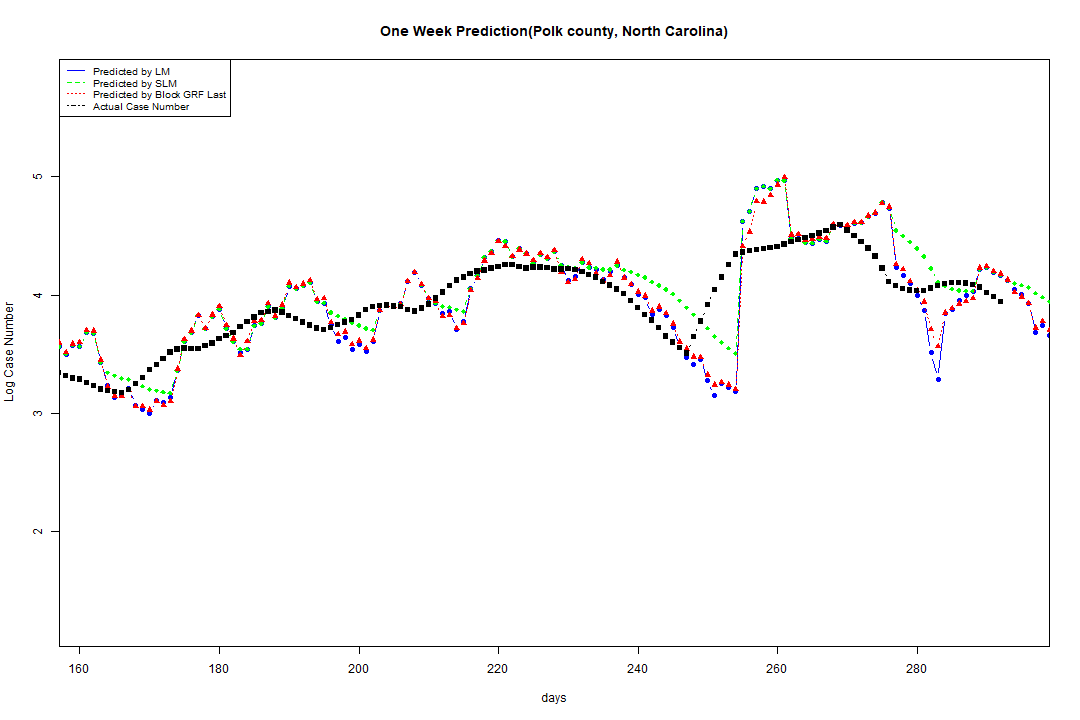 One Week Prediction(Polk county, North Carolina)
Predicted by LM
Predicted by SLM
Predicted by Block GRF Last
Actual Case Number
5
4
3
2
Log Case Number
160 180 200 220 240 260 280
days